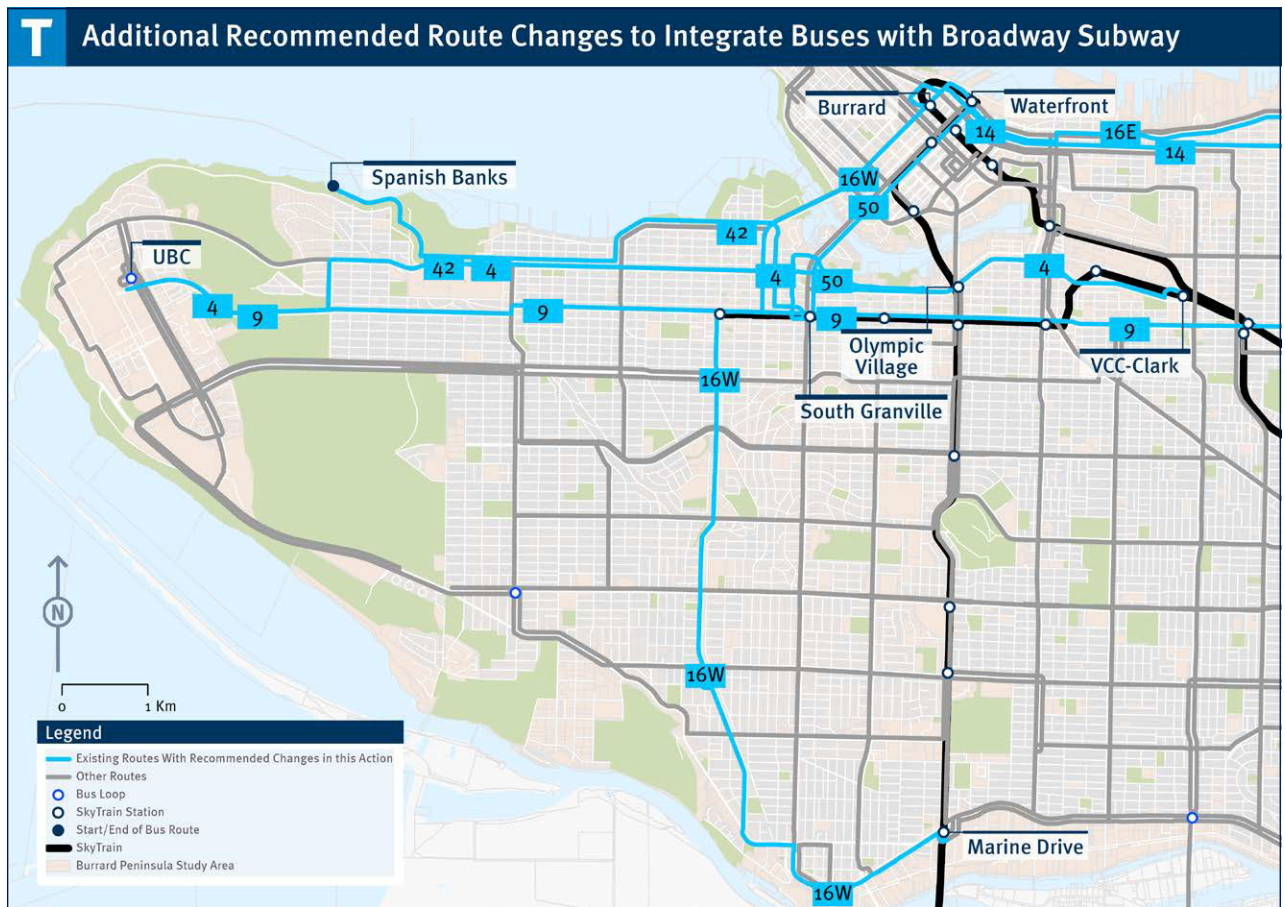 T
Additional Recommended Route Changes to Integrate Buses with Broadway Subway
Burrard
Waterfront
14
16E
14
Spanish Banks
16W
50
42
UBC
42
4
4
50
4
4
9
9
9
9
Olympic
Village
VCC-Clark
16W
South Granville
N
0
1 Km
16W
Marine Drive
16W
Legend
Existing Routes With Recommended Changes in this Action
Other Routes
Bus Loop
SkyTrain Station
Start/End of Bus Route
SkyTrain
Burrard Peninsula Study Area